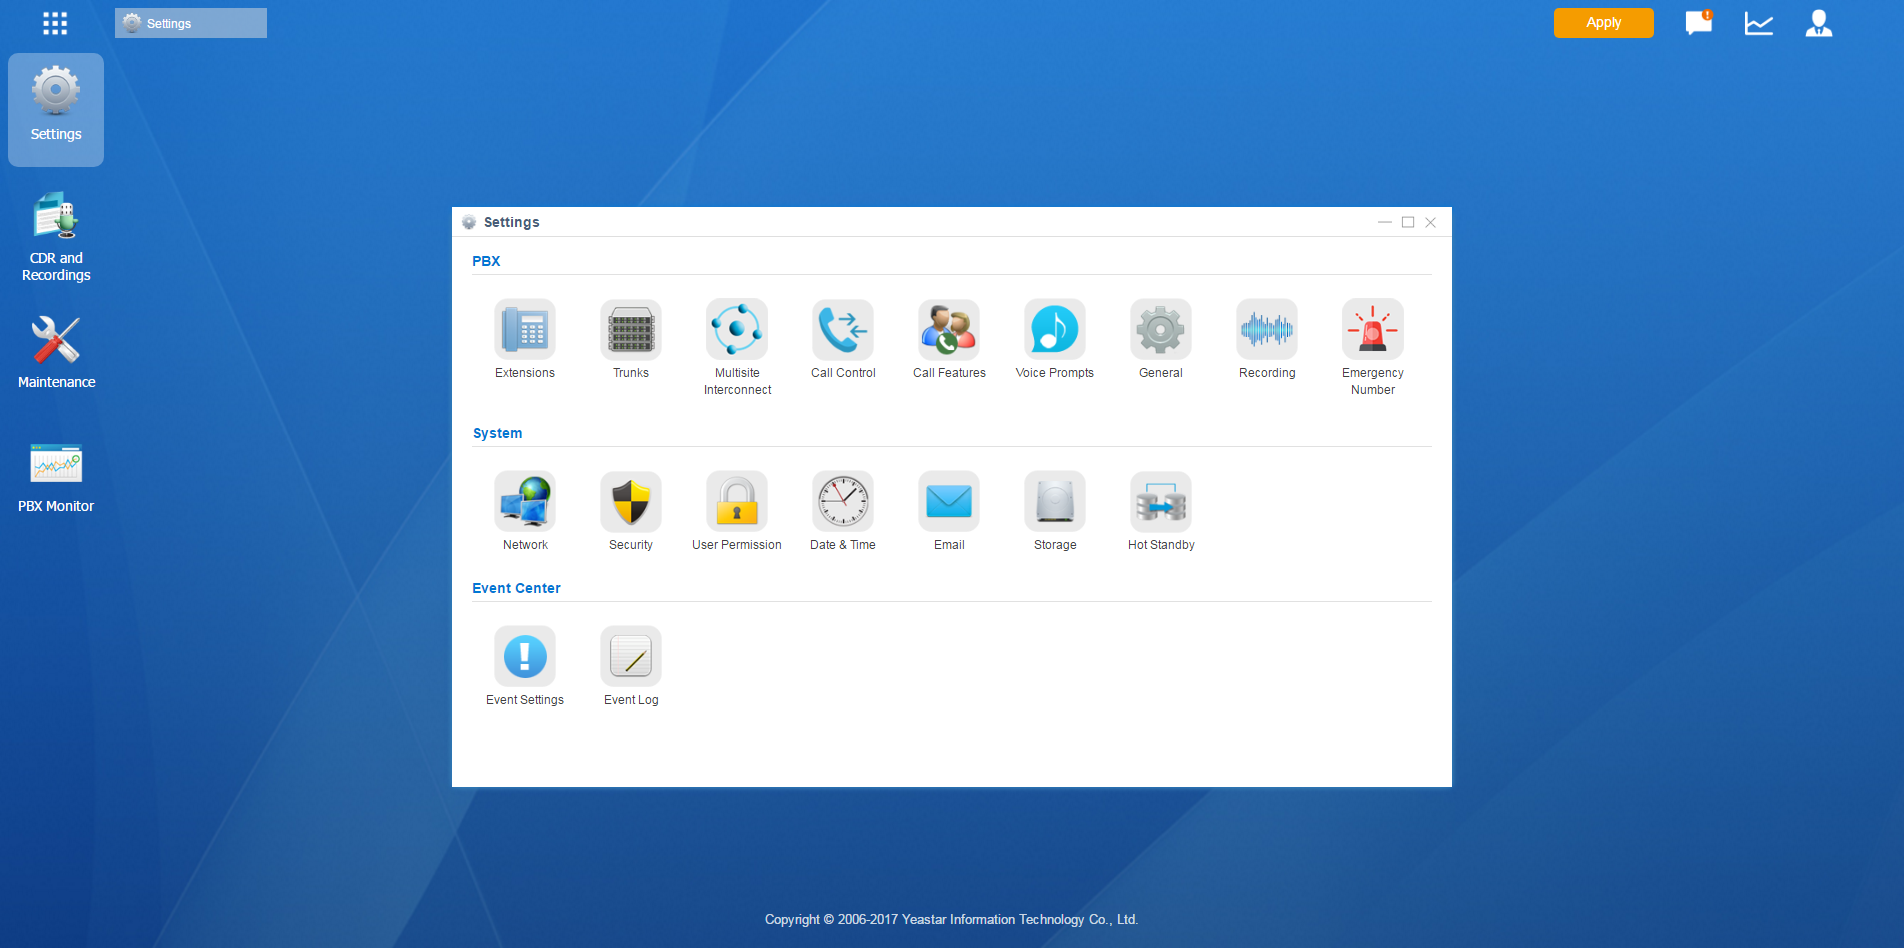 Settings
Apply
Settings
CDR and
Recordings
Maintenance
PBX Monitor
Settings
PBX
Extensions
Trunks
Multisite
Interconnect
Call Control
Call Features
Voice Prompts
General
Recording
Emergency
Number
System
Network
Security
User Permission
Date & Time
Email
Storage
Hot Standby
Event Center
Event Settings
Event Log
Copyright © 2006-2017 Yeastar Information Technology Co., Ltd.